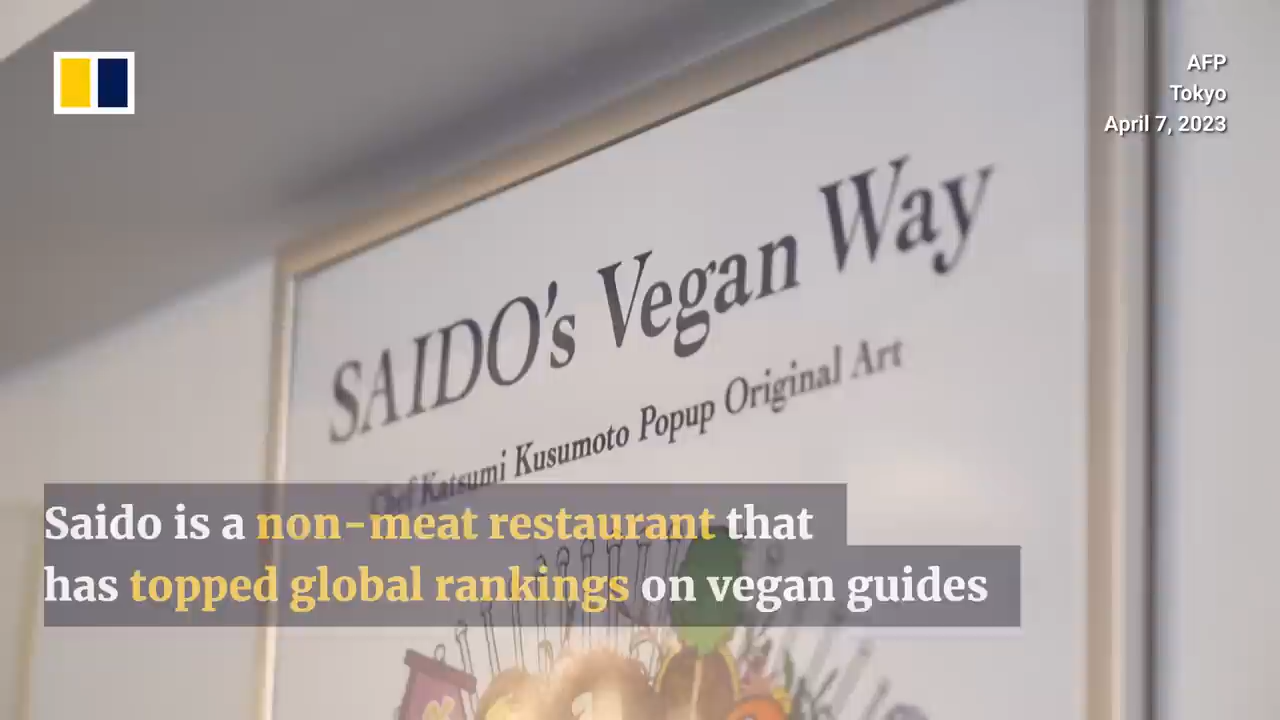 AFP
Tokyo
April 7, 2023
SAIDO's Vegan Way
Chef Katsumi Kusumoto Popup Original Art
Saido is a non-meat restaurant that
has topped global rankings on vegan guides